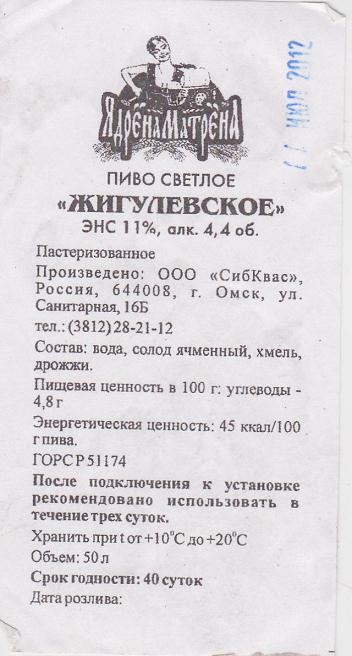 ЯДРЁНА МАТРЁНА
ПИВО СВЕТЛОЕ
«ЖИГУЛЕВСКОЕ»
ЭНС 11%, алк. 4,4 об.
Пастеризованное
Произведено: ООО «СибКвас»,
Россия, 644008, г. Омск, ул.
Санитарная, 16Б
тел.: (3812) 28-21-12
Состав: вода, солод ячменный, хмель,
дрожжи.
Пищевая ценность в 100 г: углеводы -
4,8 г
Энергетическая ценность: 45 ккал/100
г пива.
ГОРСТ Р 51174
После подключения к установке
рекомендовано использовать в
течение трех суток.
Хранить при t от +10°С до +20°С
Объем: 50 л
Срок годности: 40 суток
Дата розлива:
ИЮЛ 2012